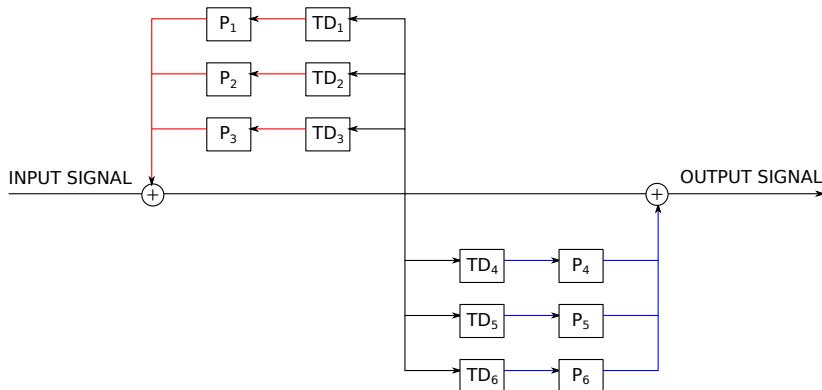 P₁ TD₁
P₂ TD₂
P₃ TD₃
INPUT SIGNAL + + OUTPUT SIGNAL
TD₄ P₄
TD₅ P₅
TD₆ P₆